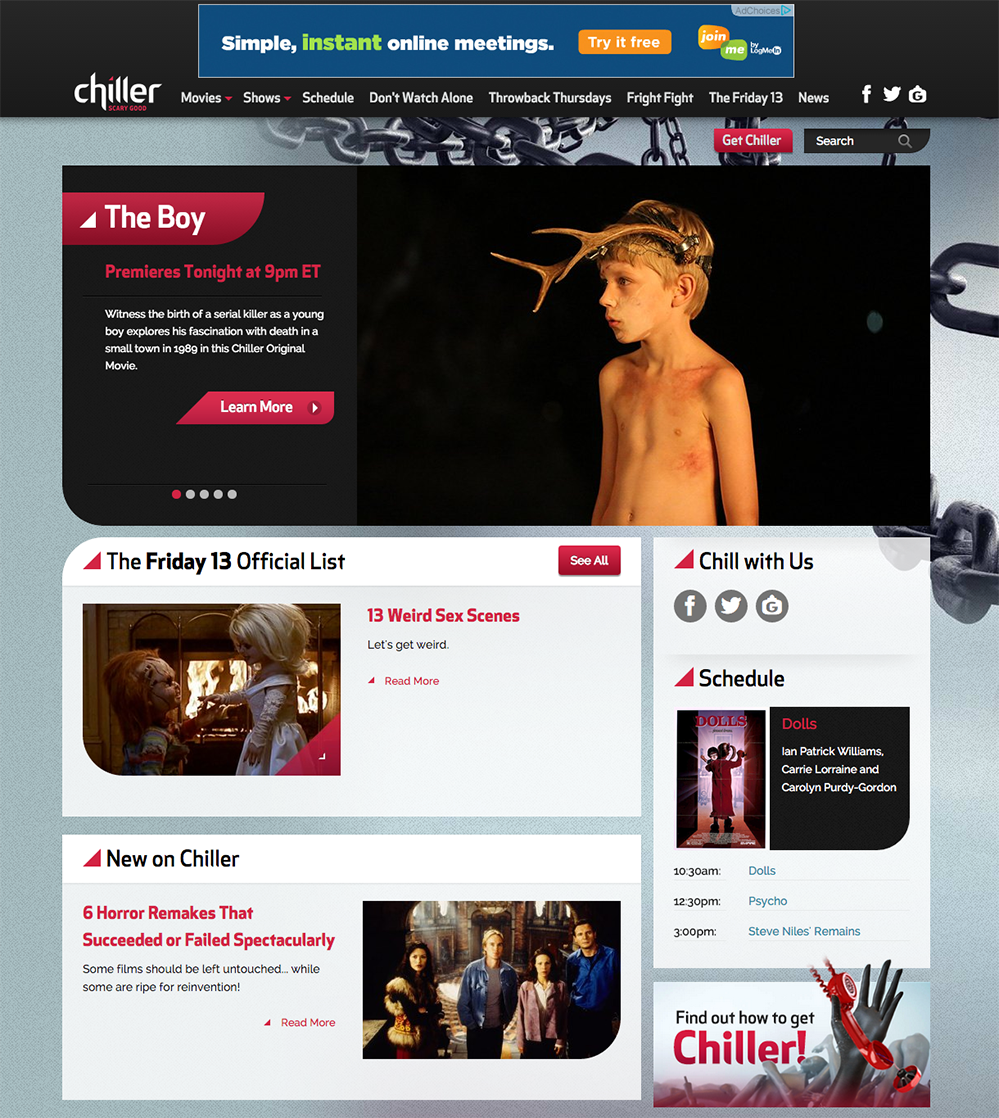 AdChoices
Simple, instant online meetings.
Try it free
join me by LogMeIn
chiller
SCARY GOOD
Movies Shows Schedule Don't Watch Alone Throwback Thursdays Fright Fight The Friday 13 News
Get Chiller
Search
The Boy
Premieres Tonight at 9pm ET
Witness the birth of a serial killer as a young
boy explores his fascination with death in a
small town in 1989 in this Chiller Original
Movie.
Learn More
The Friday 13 Official List
See All
13 Weird Sex Scenes
Let's get weird.
Read More
Chill with Us
Schedule
DOLLS
Dolls
Ian Patrick Williams,
Carrie Lorraine and
Carolyn Purdy-Gordon
10:30am: Dolls
12:30pm: Psycho
3:00pm: Steve Niles' Remains
New on Chiller
6 Horror Remakes That
Succeeded or Failed Spectacularly
Some films should be left untouched... while
some are ripe for reinvention!
Read More
Find out how to get
Chiller!